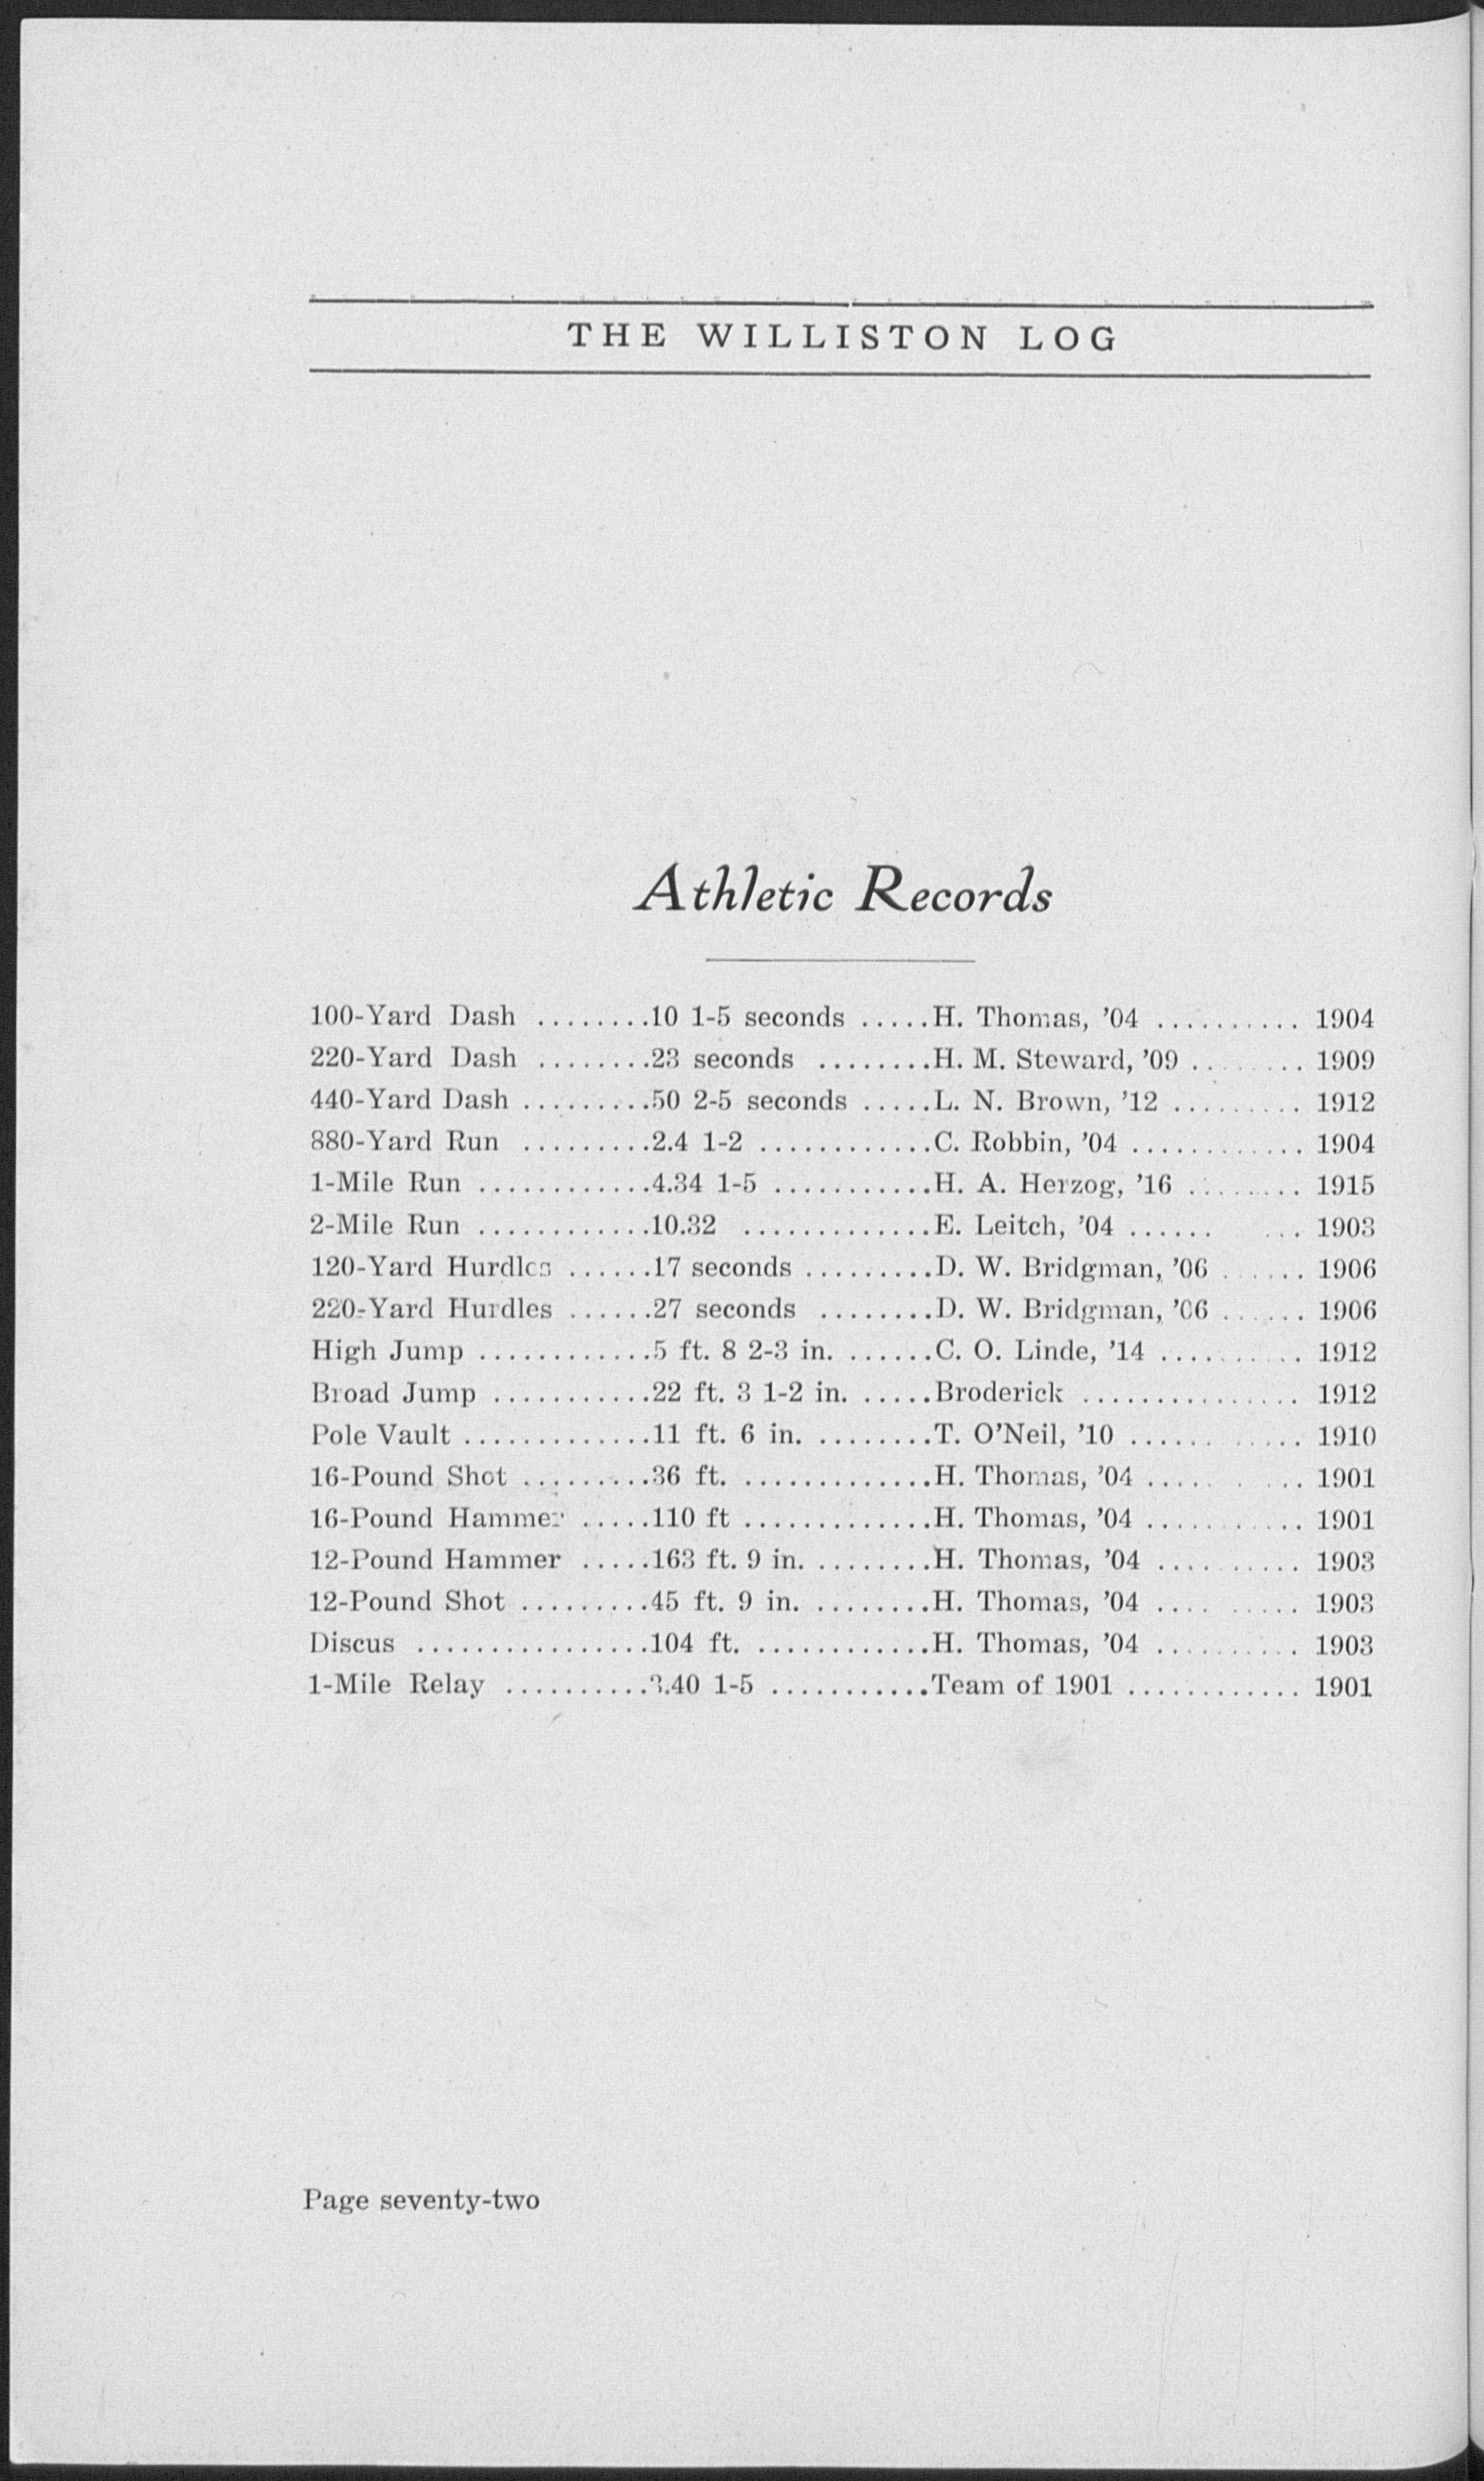 THE WILLISTON LOG
Athletic Records
100-Yard Dash ........10 1-5 seconds .....H. Thomas, '04 .......... 1904
220-Yard Dash ........23 seconds ........H. M. Steward, '09 ........ 1909
440-Yard Dash .........50 2-5 seconds .....L. N. Brown, '12 ......... 1912
880-Yard Run .........2.4 1-2 ............C. Robbin, '04 ............ 1904
1-Mile Run ............4.34 1-5 ...........H. A. Herzog, '16 ........ 1915
2-Mile Run ............10.32 .............E. Leitch, '04 ...... ... 1903
120-Yard Hurdles ......17 seconds .........D. W. Bridgman, '06 ...... 1906
220-Yard Hurdles ......27 seconds ........D. W. Bridgman, '06 ...... 1906
High Jump ............5 ft. 8 2-3 in. ......C. O. Linde, '14 .......... 1912
Broad Jump ...........22 ft. 3 1-2 in. .....Broderick ............... 1912
Pole Vault .............11 ft. 6 in. ........T. O'Neil, '10 ............ 1910
16-Pound Shot .........36 ft. .............H. Thomas, '04 ........... 1901
16-Pound Hammer .....110 ft .............H. Thomas, '04 ........... 1901
12-Pound Hammer .....163 ft. 9 in. ........H. Thomas, '04 .......... 1903
12-Pound Shot .........45 ft. 9 in. ........H. Thomas, '04 .... ..... 1903
Discus ................104 ft. ............H. Thomas, '04 .......... 1903
1-Mile Relay ..........3.40 1-5 ...........Team of 1901 ............ 1901
Page seventy-two